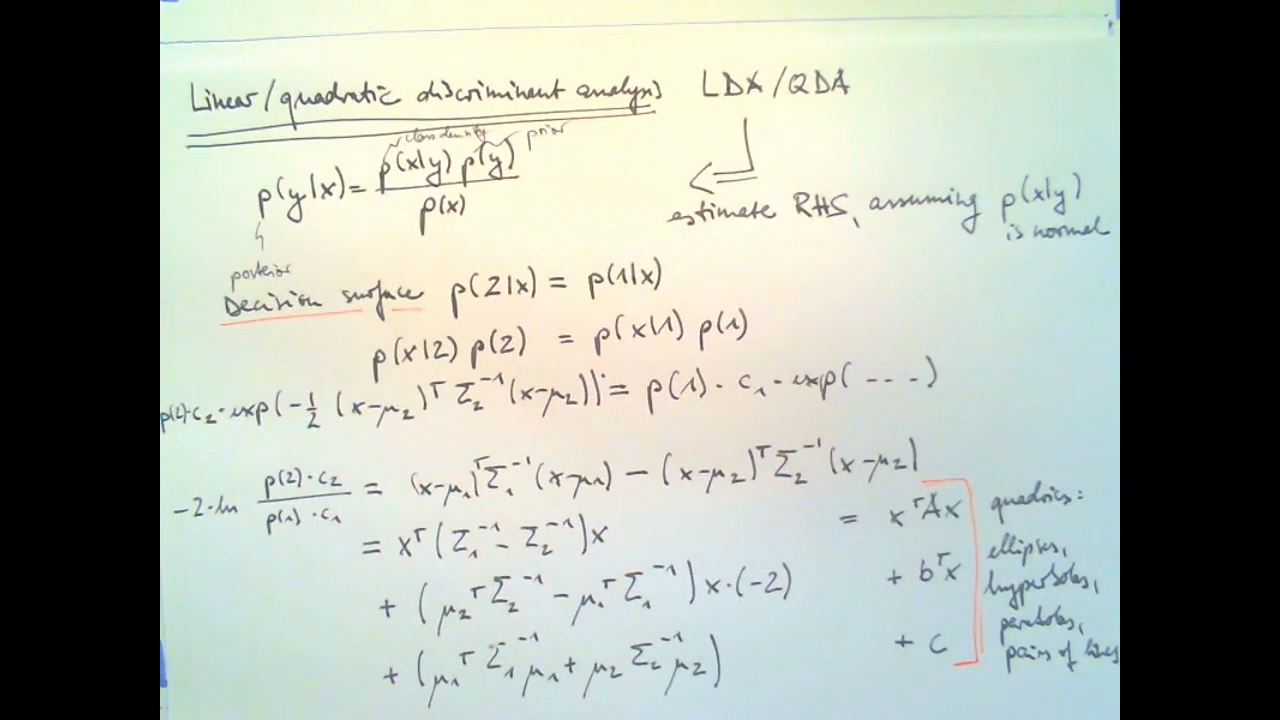 Linear/quadratic discriminant analysis LDA/QDA
class density prior
p(y|x) = p(x|y) p(y) / p(x)
posterior
estimate RHS, assuming p(x|y)
is normal
Decision surface p(2|x) = p(1|x)
p(x|2) p(2) = p(x|1) p(1)
p(2)·c₂·exp(-½ (x-μ₂)ᵀ Σ₂⁻¹ (x-μ₂)) = p(1)·c₁·exp(....)
-2·ln p(2)·c₂ / p(1)·c₁ = (x-μ₁)ᵀ Σ₁⁻¹ (x-μ₁) - (x-μ₂)ᵀ Σ₂⁻¹ (x-μ₂)
= xᵀ (Σ₁⁻¹ - Σ₂⁻¹) x = xᵀAx
+ (μ₂ᵀ Σ₂⁻¹ - μ₁ᵀ Σ₁⁻¹) x·(-2) + bᵀx
+ (μ₁ᵀ Σ₁⁻¹ μ₁ + μ₂ Σ₂⁻¹ μ₂) + c
quadrics:
ellipses,
hyperbolas,
parabolas,
pairs of lines